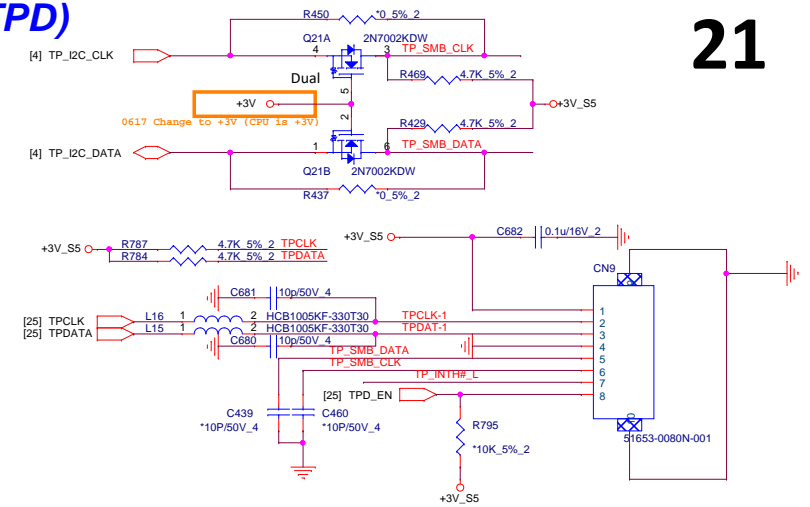 TPD)
21
R450 *0_5%_2
Q21A 2N7002KDW
[4] TP_I2C_CLK 4 3 TP_SMB_CLK
Dual
R469 4.7K_5%_2
5
+3V +3V_S5
0617 Change to +3V (CPU is +3V)
2
R429 4.7K_5%_2
[4] TP_I2C_DATA 1 6 TP_SMB_DATA
Q21B 2N7002KDW
R437 *0_5%_2
+3V_S5 R787 4.7K_5%_2 TPCLK
R784 4.7K_5%_2 TPDATA
+3V_S5 C682 0.1u/16V_2
CN9
C681 10p/50V_4
[25] TPCLK L16 1 2 HCB1005KF-330T30 TPCLK-1
[25] TPDATA L15 1 2 HCB1005KF-330T30 TPDAT-1
C680 10p/50V_4
TP_SMB_DATA
TP_SMB_CLK
TP_INTH#_L
[25] TPD_EN
1
2
3
4
5
6
7
8
C439 C460
*10P/50V_4 *10P/50V_4
R795
*10K_5%_2
51653-0080N-001
+3V_S5